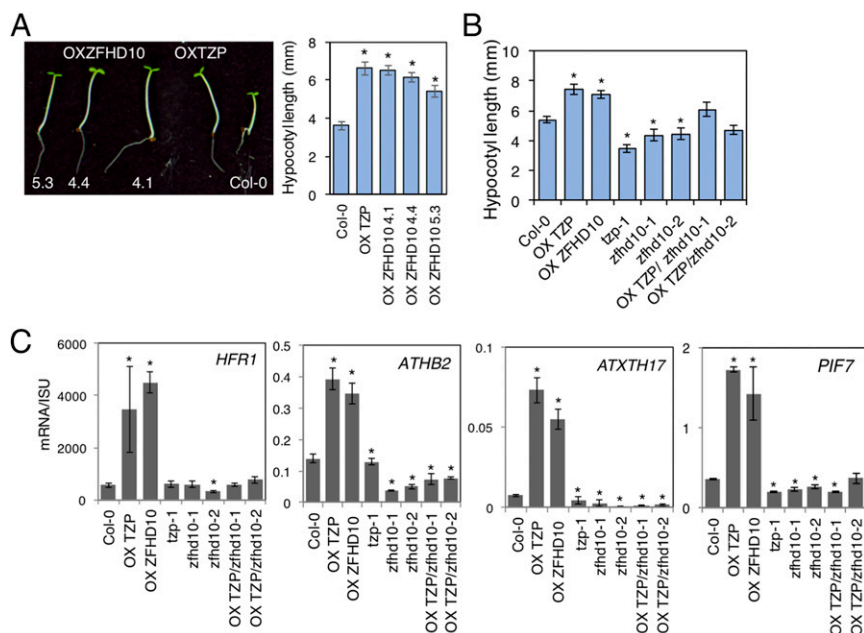 A
OXZFHD10 OXTZP
5.3 4.4 4.1 Col-0
Hypocotyl length (mm)
8
6
4
2
0
* * * *
Col-0
OX TZP
OX ZFHD10 4.1
OX ZFHD10 4.4
OX ZFHD10 5.3
B
Hypocotyl length (mm)
10
8
6
4
2
0
* * * * *
Col-0
OX TZP
OX ZFHD10
tzp-1
zfhd10-1
zfhd10-2
OX TZP/ zfhd10-1
OX TZP/zfhd10-2
C
mRNA/ISU
6000
4000
2000
0
HFR1
* * *
Col-0
OX TZP
OX ZFHD10
tzp-1
zfhd10-1
zfhd10-2
OX TZP/zfhd10-1
OX TZP/zfhd10-2
0.5
0.4
0.3
0.2
0.1
0
ATHB2
* * * * * * *
Col-0
OX TZP
OX ZFHD10
tzp-1
zfhd10-1
zfhd10-2
OX TZP/zfhd10-1
OX TZP/zfhd10-2
0.1
0.05
0
ATXTH17
* * * * * * *
Col-0
OX TZP
OX ZFHD10
tzp-1
zfhd10-1
zfhd10-2
OX TZP/zfhd10-1
OX TZP/zfhd10-2
2
1
0
PIF7
* * * * * *
Col-0
OX TZP
OX ZFHD10
tzp-1
zfhd10-1
zfhd10-2
OX TZP/zfhd10-1
OX TZP/zfhd10-2